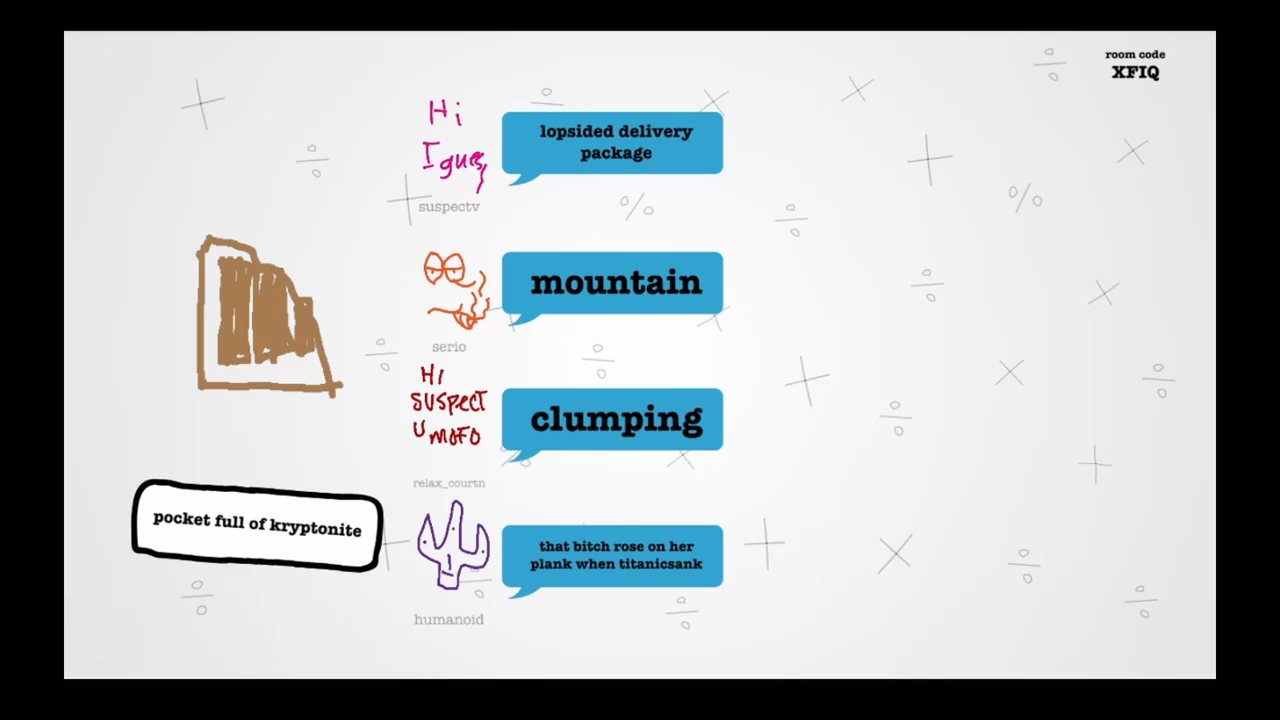 room code
XFIQ
Hi
I guess
lopsided delivery
package
suspectv
mountain
serio
Hi
SUSPECT
U MOFO
clumping
relax_courtn
pocket full of kryptonite
that bitch rose on her
plank when titanicsank
humanoid